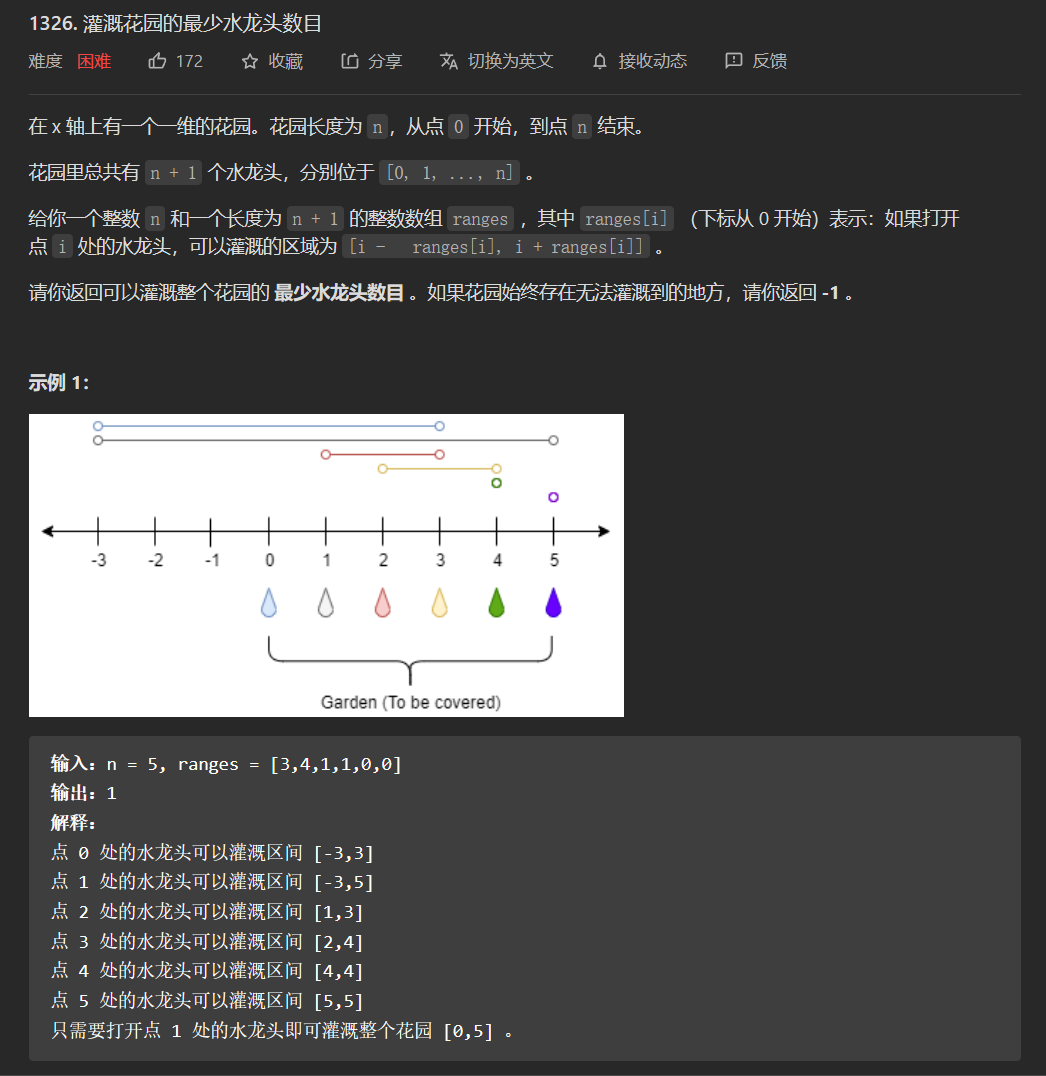 1326. 灌溉花园的最少水龙头数目
难度 困难 172 收藏 分享 切换为英文 接收动态 反馈
在 x 轴上有一个一维的花园。花园长度为 n，从点 0 开始，到点 n 结束。
花园里总共有 n + 1 个水龙头，分别位于 [0, 1, ..., n] 。
给你一个整数 n 和一个长度为 n + 1 的整数数组 ranges ，其中 ranges[i] （下标从 0 开始）表示：如果打开
点 i 处的水龙头，可以灌溉的区域为 [i - ranges[i], i + ranges[i]] 。
请你返回可以灌溉整个花园的 最少水龙头数目 。如果花园始终存在无法灌溉到的地方，请你返回 -1 。
示例 1：
-3 -2 -1 0 1 2 3 4 5
Garden (To be covered)
输入：n = 5, ranges = [3,4,1,1,0,0]
输出：1
解释：
点 0 处的水龙头可以灌溉区间 [-3,3]
点 1 处的水龙头可以灌溉区间 [-3,5]
点 2 处的水龙头可以灌溉区间 [1,3]
点 3 处的水龙头可以灌溉区间 [2,4]
点 4 处的水龙头可以灌溉区间 [4,4]
点 5 处的水龙头可以灌溉区间 [5,5]
只需要打开点 1 处的水龙头即可灌溉整个花园 [0,5] 。